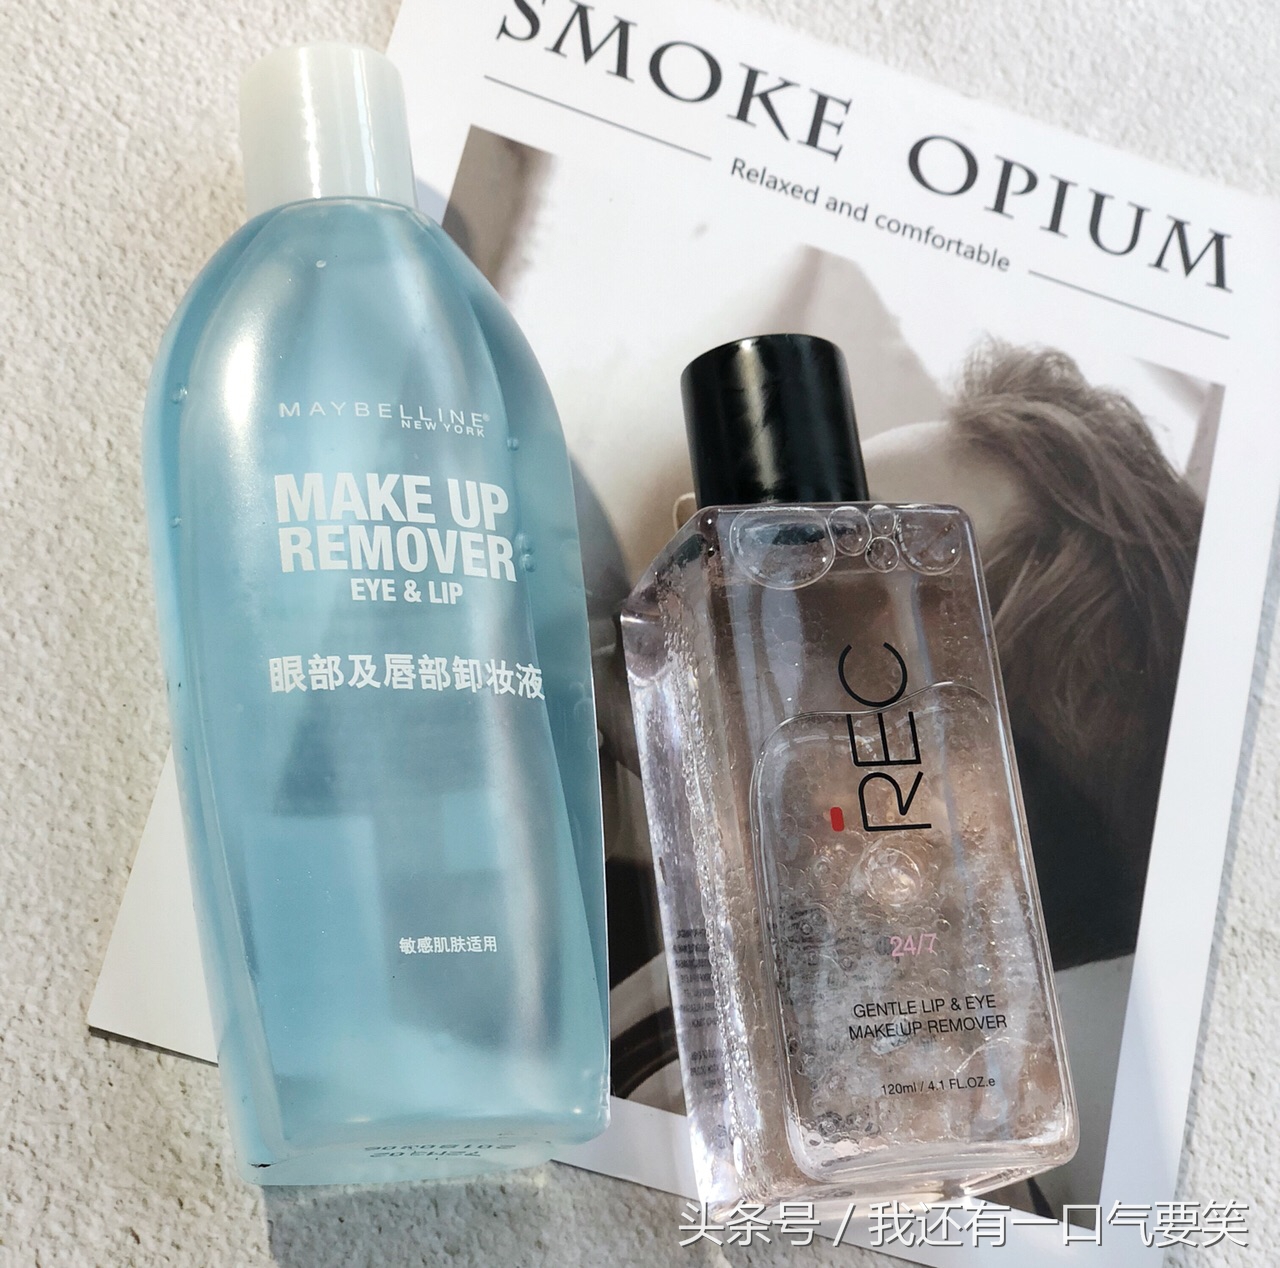 SMOKE OPIUM
Relaxed and comfortable
MAYBELLINE®
NEW YORK
MAKE UP
REMOVER
EYE & LIP
眼部及唇部卸妆液
敏感肌肤适用
REC
24/7
GENTLE LIP & EYE
MAKE UP REMOVER
120ml / 4.1 FL.OZ.e
头条号 / 我还有一口气要笑